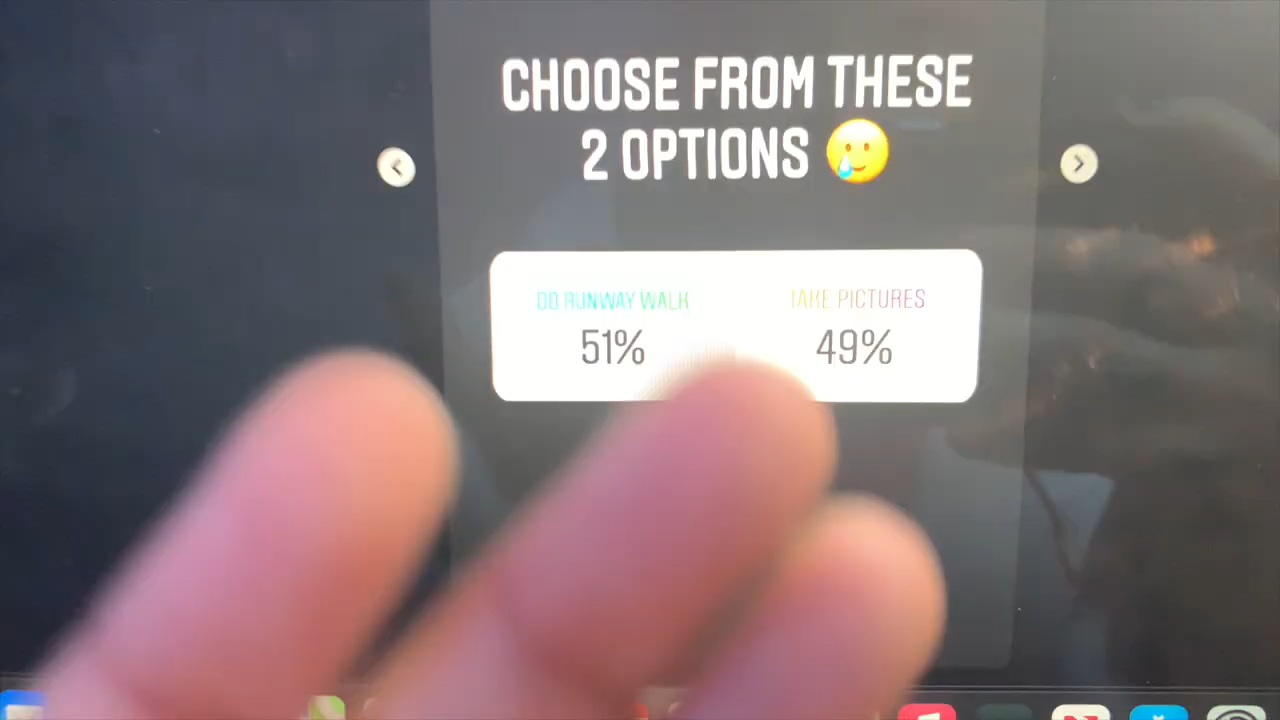 CHOOSE FROM THESE
2 OPTIONS 🥲
DO RUNWAY WALK
TAKE PICTURES
51%
49%